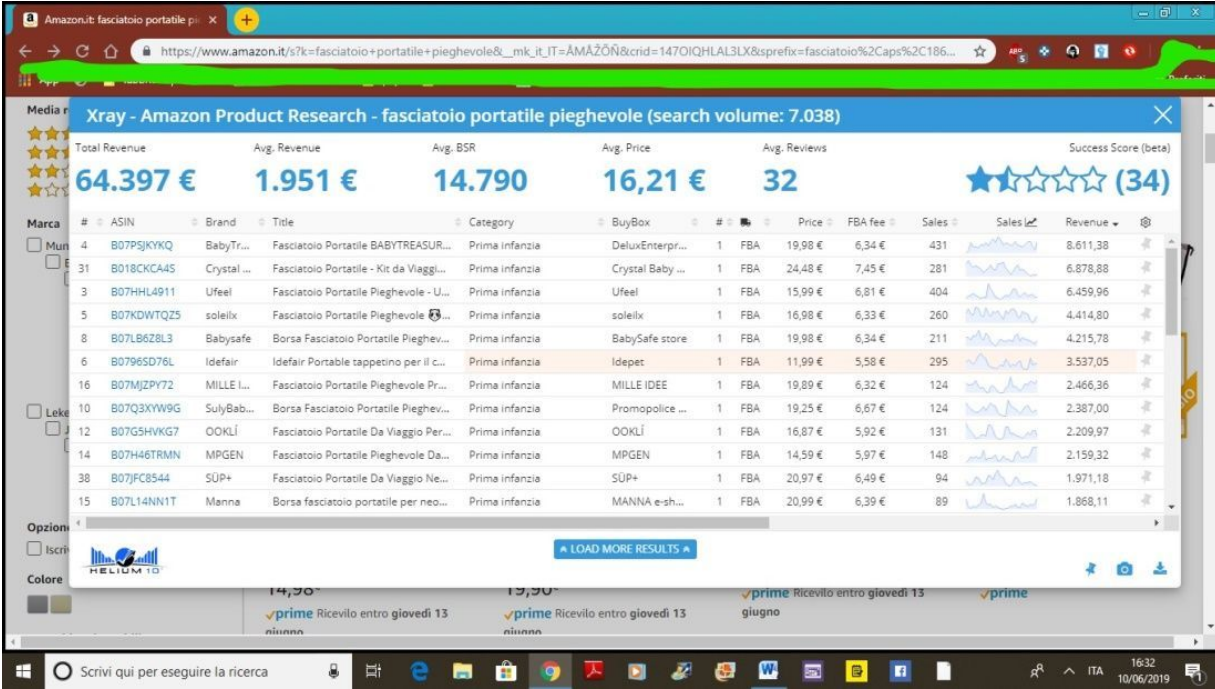 Amazon.it: fasciatoio portatile pi
https://www.amazon.it/s?k=fasciatoio+portatile+pieghevole&__mk_it_IT=ÅMÅŽÕÑ&crid=147OIQHLAL3LX&sprefix=fasciatoio%2Caps%2C186...
ABP
5
App
Media r
Xray - Amazon Product Research - fasciatoio portatile pieghevole (search volume: 7.038)
Total Revenue Avg. Revenue Avg. BSR Avg. Price Avg. Reviews Success Score (beta)
64.397 € 1.951 € 14.790 16,21 € 32 (34)
Marca
# ASIN Brand Title Category BuyBox # Price FBA fee Sales Sales Revenue
Mun
4 B07PSJKYKQ BabyTr... Fasciatoio Portatile BABYTREASUR... Prima infanzia DeluxEnterpr... 1 FBA 19,98 € 6,34 € 431 8.611,38
31 B018CKCA4S Crystal ... Fasciatoio Portatile - Kit da Viaggi... Prima infanzia Crystal Baby ... 1 FBA 24,48 € 7,45 € 281 6.878,88
3 B07HHL4911 Ufeel Fasciatoio Portatile Pieghevole - U... Prima infanzia Ufeel 1 FBA 15,99 € 6,81 € 404 6.459,96
5 B07KDWTQZ5 soleilx Fasciatoio Portatile Pieghevole 🐼... Prima infanzia soleilx 1 FBA 16,98 € 6,33 € 260 4.414,80
8 B07LB6Z8L3 Babysafe Borsa Fasciatoio Portatile Pieghev... Prima infanzia BabySafe store 1 FBA 19,98 € 6,34 € 211 4.215,78
6 B0796SD76L Idefair Idefair Portable tappetino per il c... Prima infanzia Idepet 1 FBA 11,99 € 5,58 € 295 3.537,05
16 B07MJZPY72 MILLE I... Fasciatoio Portatile Pieghevole Pr... Prima infanzia MILLE IDEE 1 FBA 19,89 € 6,32 € 124 2.466,36
Leke
10 B07Q3XYW9G SulyBab... Borsa Fasciatoio Portatile Pieghev... Prima infanzia Promopolice ... 1 FBA 19,25 € 6,67 € 124 2.387,00
12 B07G5HVKG7 OOKLÍ Fasciatoio Portatile Da Viaggio Per... Prima infanzia OOKLÍ 1 FBA 16,87 € 5,92 € 131 2.209,97
14 B07H46TRMN MPGEN Fasciatoio Portatile Pieghevole Da... Prima infanzia MPGEN 1 FBA 14,59 € 5,97 € 148 2.159,32
38 B07JFC8544 SÜP+ Fasciatoio Portatile Da Viaggio Ne... Prima infanzia SÜP+ 1 FBA 20,97 € 6,49 € 94 1.971,18
15 B07L14NN1T Manna Borsa fasciatoio portatile per neo... Prima infanzia MANNA e-sh... 1 FBA 20,99 € 6,39 € 89 1.868,11
Opzion
Iscriv
LOAD MORE RESULTS
HELIUM 10
Colore
14,98 19,90
prime Ricevilo entro giovedì 13 prime Ricevilo entro giovedì 13 prime Ricevilo entro giovedì 13 prime
giugno giugno giugno
Scrivi qui per eseguire la ricerca
ITA
16:32
10/06/2019
1